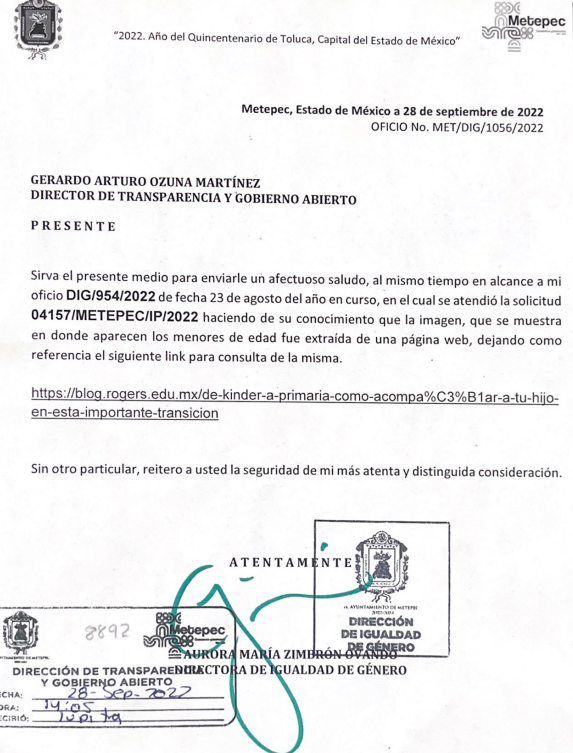 "2022. Año del Quincentenario de Toluca, Capital del Estado de México"
Metepec
Metepec, Estado de México a 28 de septiembre de 2022
OFICIO No. MET/DIG/1056/2022
GERARDO ARTURO OZUNA MARTÍNEZ
DIRECTOR DE TRANSPARENCIA Y GOBIERNO ABIERTO
P R E S E N T E
Sirva el presente medio para enviarle un afectuoso saludo, al mismo tiempo en alcance a mi
oficio DIG/954/2022 de fecha 23 de agosto del año en curso, en el cual se atendió la solicitud
04157/METEPEC/IP/2022 haciendo de su conocimiento que la imagen, que se muestra
en donde aparecen los menores de edad fue extraída de una página web, dejando como
referencia el siguiente link para consulta de la misma.
https://blog.rogers.edu.mx/de-kinder-a-primaria-como-acompa%C3%B1ar-a-tu-hijo-
en-esta-importante-transicion
Sin otro particular, reitero a usted la seguridad de mi más atenta y distinguida consideración.
A T E N T A M E N T E
AURORA MARÍA ZIMBRÓN OVANDO
DIRECTORA DE IGUALDAD DE GÉNERO
H. AYUNTAMIENTO DE METEPEC
DIRECCIÓN
DE IGUALDAD
DE GÉNERO
8892
Metepec
DIRECCIÓN DE TRANSPARENCIA
Y GOBIERNO ABIERTO
ECHA: 28-Sep-2022
ORA: 14:05
ECIBIÓ: Lupita